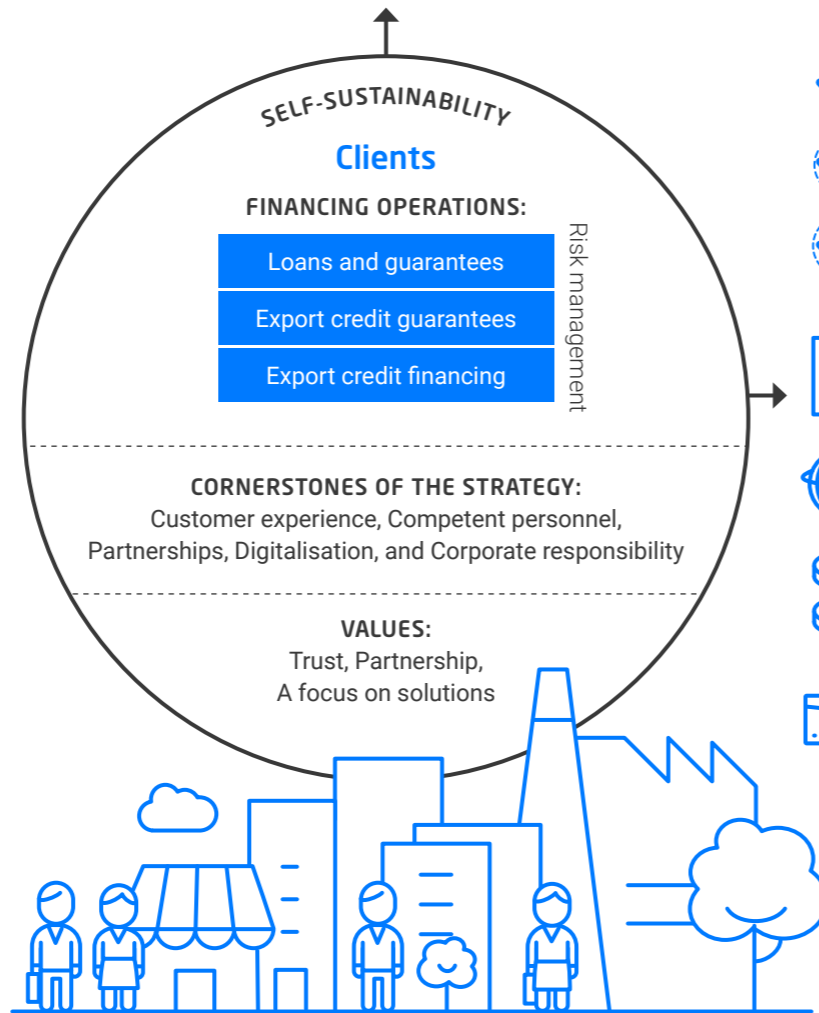 SELF-SUSTAINABILITY
Clients
FINANCING OPERATIONS:
Loans and guarantees
Export credit guarantees
Export credit financing
Risk management
CORNERSTONES OF THE STRATEGY:
Customer experience, Competent personnel,
Partnerships, Digitalisation, and Corporate responsibility
VALUES:
Trust, Partnership,
A focus on solutions